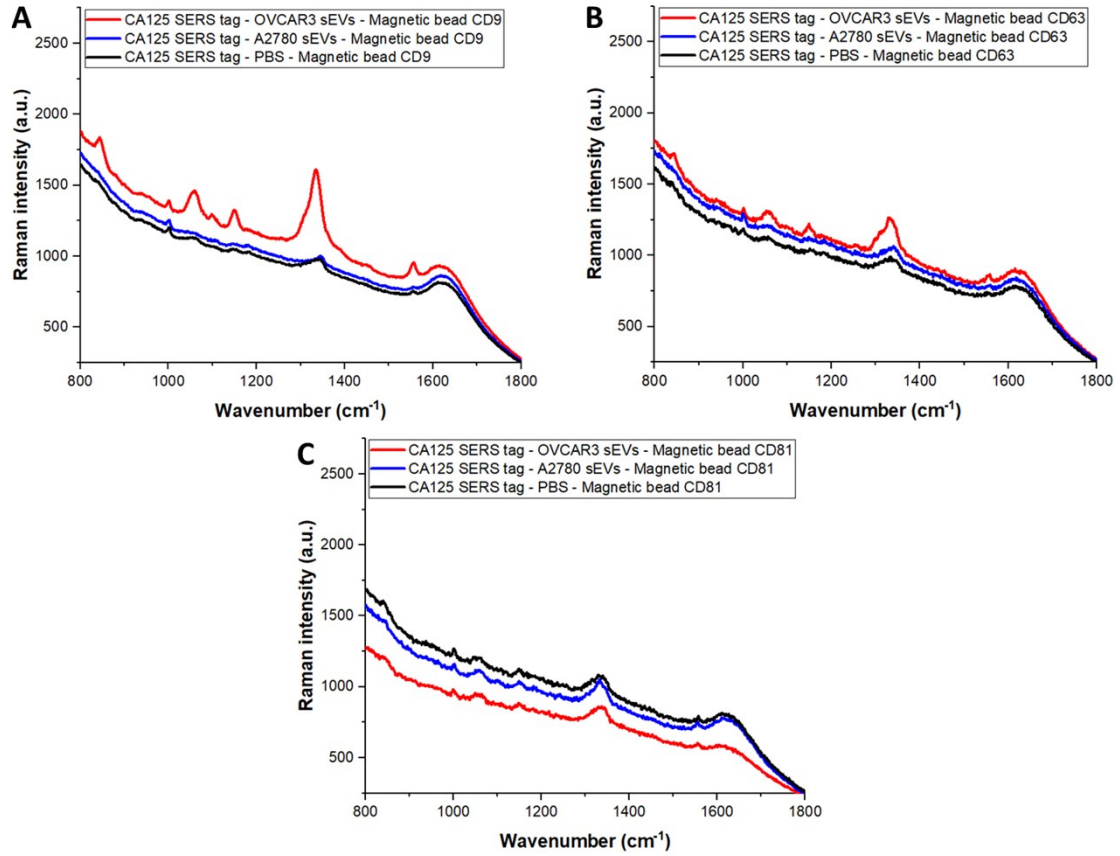 A
CA125 SERS tag - OVCAR3 sEVs - Magnetic bead CD9
CA125 SERS tag - A2780 sEVs - Magnetic bead CD9
CA125 SERS tag - PBS - Magnetic bead CD9
2500
2000
1500
1000
500
Raman intensity (a.u.)
800 1000 1200 1400 1600 1800
Wavenumber (cm⁻¹)
B
CA125 SERS tag - OVCAR3 sEVs - Magnetic bead CD63
CA125 SERS tag - A2780 sEVs - Magnetic bead CD63
CA125 SERS tag - PBS - Magnetic bead CD63
2500
2000
1500
1000
500
Raman intensity (a.u.)
800 1000 1200 1400 1600 1800
Wavenumber (cm⁻¹)
C
CA125 SERS tag - OVCAR3 sEVs - Magnetic bead CD81
CA125 SERS tag - A2780 sEVs - Magnetic bead CD81
CA125 SERS tag - PBS - Magnetic bead CD81
2500
2000
1500
1000
500
Raman intensity (a.u.)
800 1000 1200 1400 1600 1800
Wavenumber (cm⁻¹)